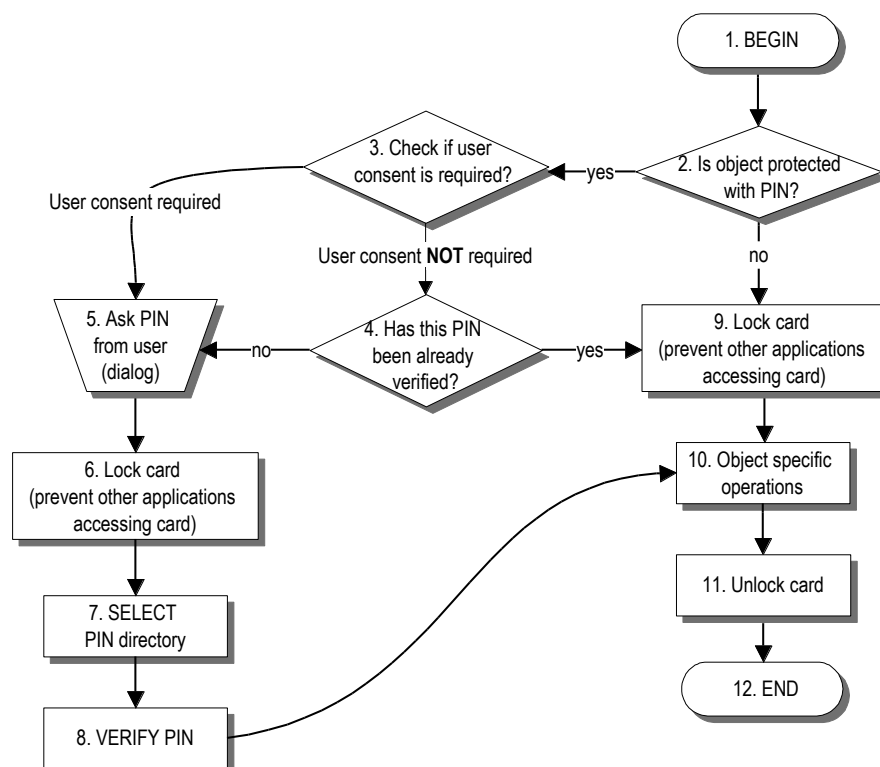 1. BEGIN
2. Is object protected
with PIN?
yes
no
3. Check if user
consent is required?
User consent required
User consent NOT required
4. Has this PIN
been already
verified?
no
yes
5. Ask PIN
from user
(dialog)
6. Lock card
(prevent other applications
accessing card)
7. SELECT
PIN directory
8. VERIFY PIN
9. Lock card
(prevent other applications
accessing card)
10. Object specific
operations
11. Unlock card
12. END